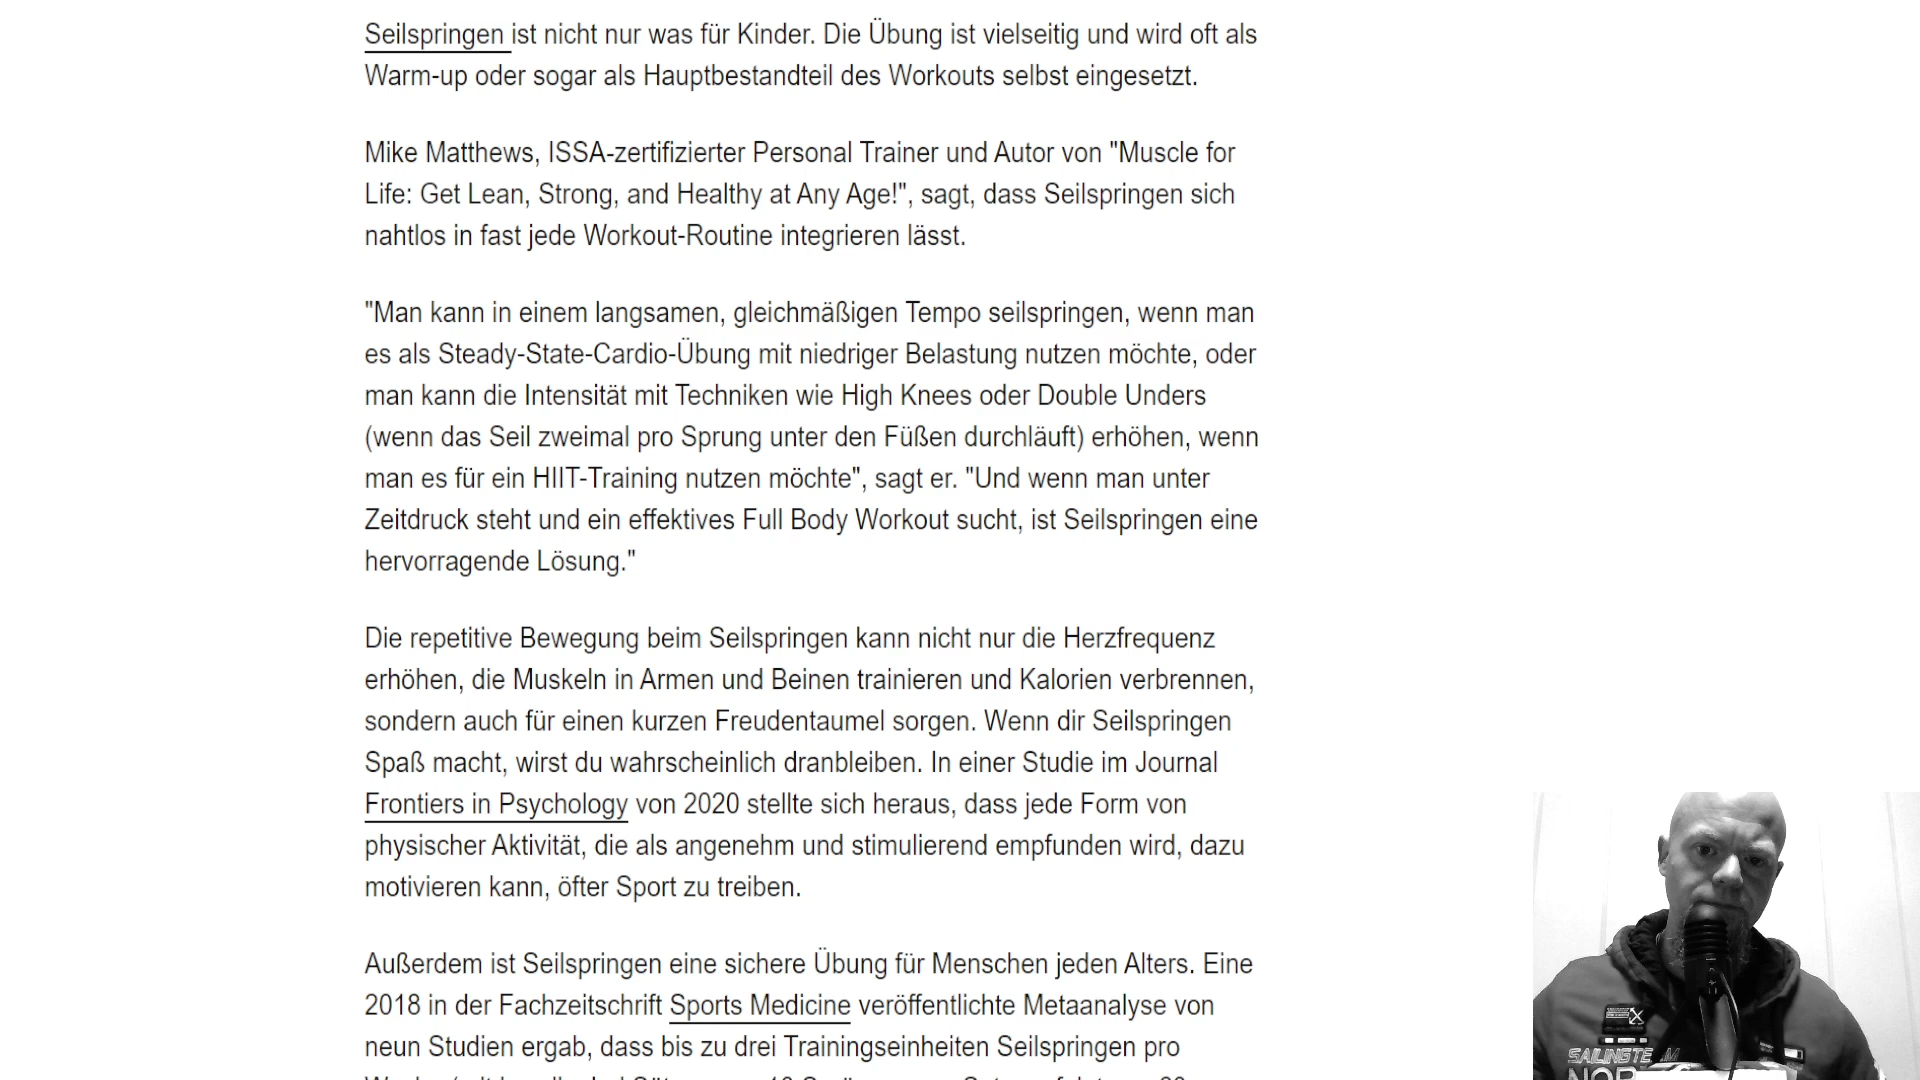 Seilspringen ist nicht nur was für Kinder. Die Übung ist vielseitig und wird oft als
Warm-up oder sogar als Hauptbestandteil des Workouts selbst eingesetzt.
Mike Matthews, ISSA-zertifizierter Personal Trainer und Autor von "Muscle for
Life: Get Lean, Strong, and Healthy at Any Age!", sagt, dass Seilspringen sich
nahtlos in fast jede Workout-Routine integrieren lässt.
"Man kann in einem langsamen, gleichmäßigen Tempo seilspringen, wenn man
es als Steady-State-Cardio-Übung mit niedriger Belastung nutzen möchte, oder
man kann die Intensität mit Techniken wie High Knees oder Double Unders
(wenn das Seil zweimal pro Sprung unter den Füßen durchläuft) erhöhen, wenn
man es für ein HIIT-Training nutzen möchte", sagt er. "Und wenn man unter
Zeitdruck steht und ein effektives Full Body Workout sucht, ist Seilspringen eine
hervorragende Lösung."
Die repetitive Bewegung beim Seilspringen kann nicht nur die Herzfrequenz
erhöhen, die Muskeln in Armen und Beinen trainieren und Kalorien verbrennen,
sondern auch für einen kurzen Freudentaumel sorgen. Wenn dir Seilspringen
Spaß macht, wirst du wahrscheinlich dranbleiben. In einer Studie im Journal
Frontiers in Psychology von 2020 stellte sich heraus, dass jede Form von
physischer Aktivität, die als angenehm und stimulierend empfunden wird, dazu
motivieren kann, öfter Sport zu treiben.
Außerdem ist Seilspringen eine sichere Übung für Menschen jeden Alters. Eine
2018 in der Fachzeitschrift Sports Medicine veröffentlichte Metaanalyse von
neun Studien ergab, dass bis zu drei Trainingseinheiten Seilspringen pro